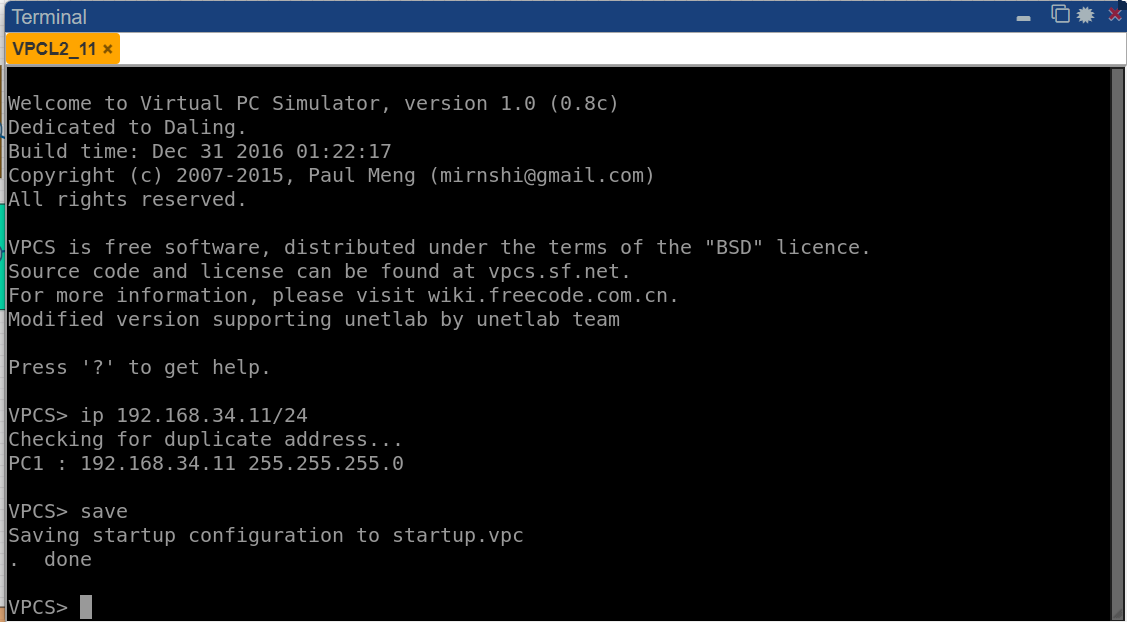 Terminal
VPCL2_11 ×
Welcome to Virtual PC Simulator, version 1.0 (0.8c)
Dedicated to Daling.
Build time: Dec 31 2016 01:22:17
Copyright (c) 2007-2015, Paul Meng (mirnshi@gmail.com)
All rights reserved.
VPCS is free software, distributed under the terms of the "BSD" licence.
Source code and license can be found at vpcs.sf.net.
For more information, please visit wiki.freecode.com.cn.
Modified version supporting unetlab by unetlab team
Press '?' to get help.
VPCS> ip 192.168.34.11/24
Checking for duplicate address...
PC1 : 192.168.34.11 255.255.255.0
VPCS> save
Saving startup configuration to startup.vpc
.  done
VPCS>